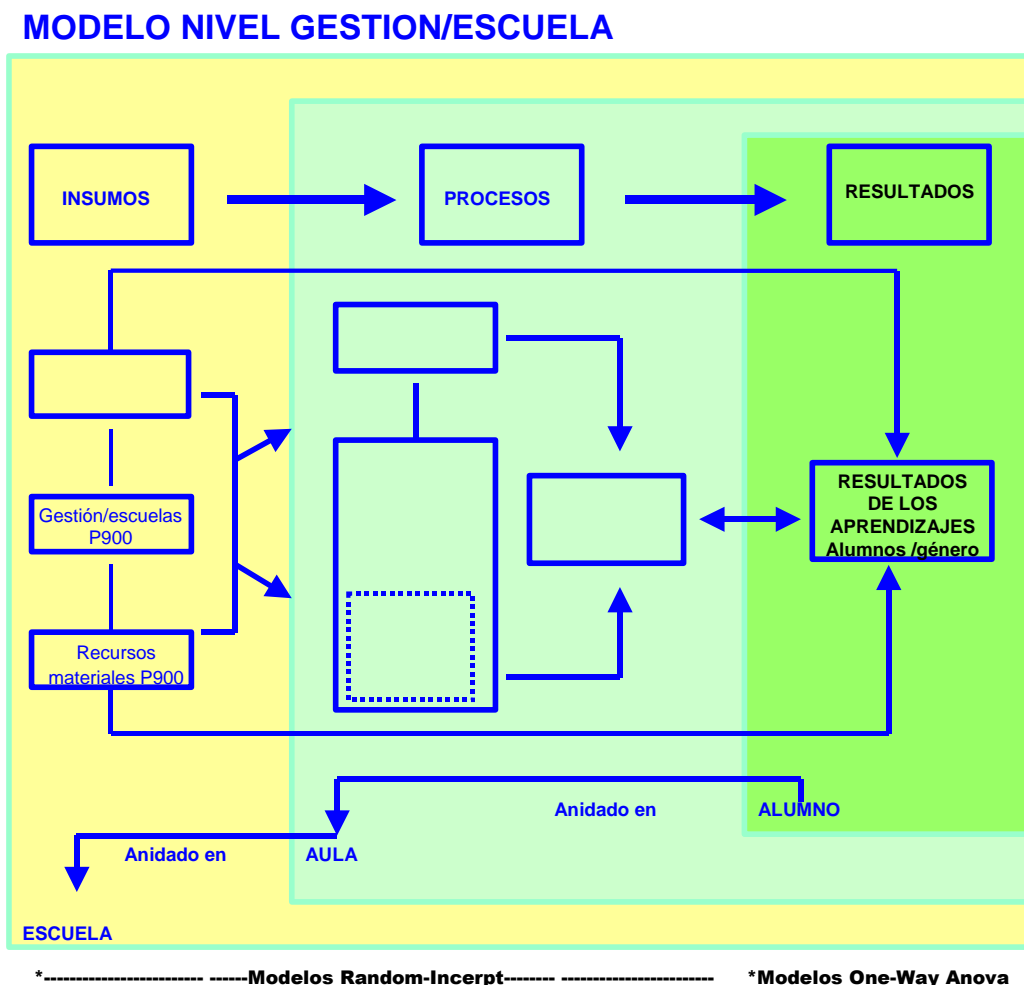 MODELO NIVEL GESTION/ESCUELA
INSUMOS
PROCESOS
RESULTADOS
Gestión/escuelas
P900
RESULTADOS
DE LOS
APRENDIZAJES
Alumnos /género
Recursos
materiales P900
Anidado en
ALUMNO
Anidado en
AULA
ESCUELA
*------------------------- ------Modelos Random-Incerpt-------- ------------------------ *Modelos One-Way Anova